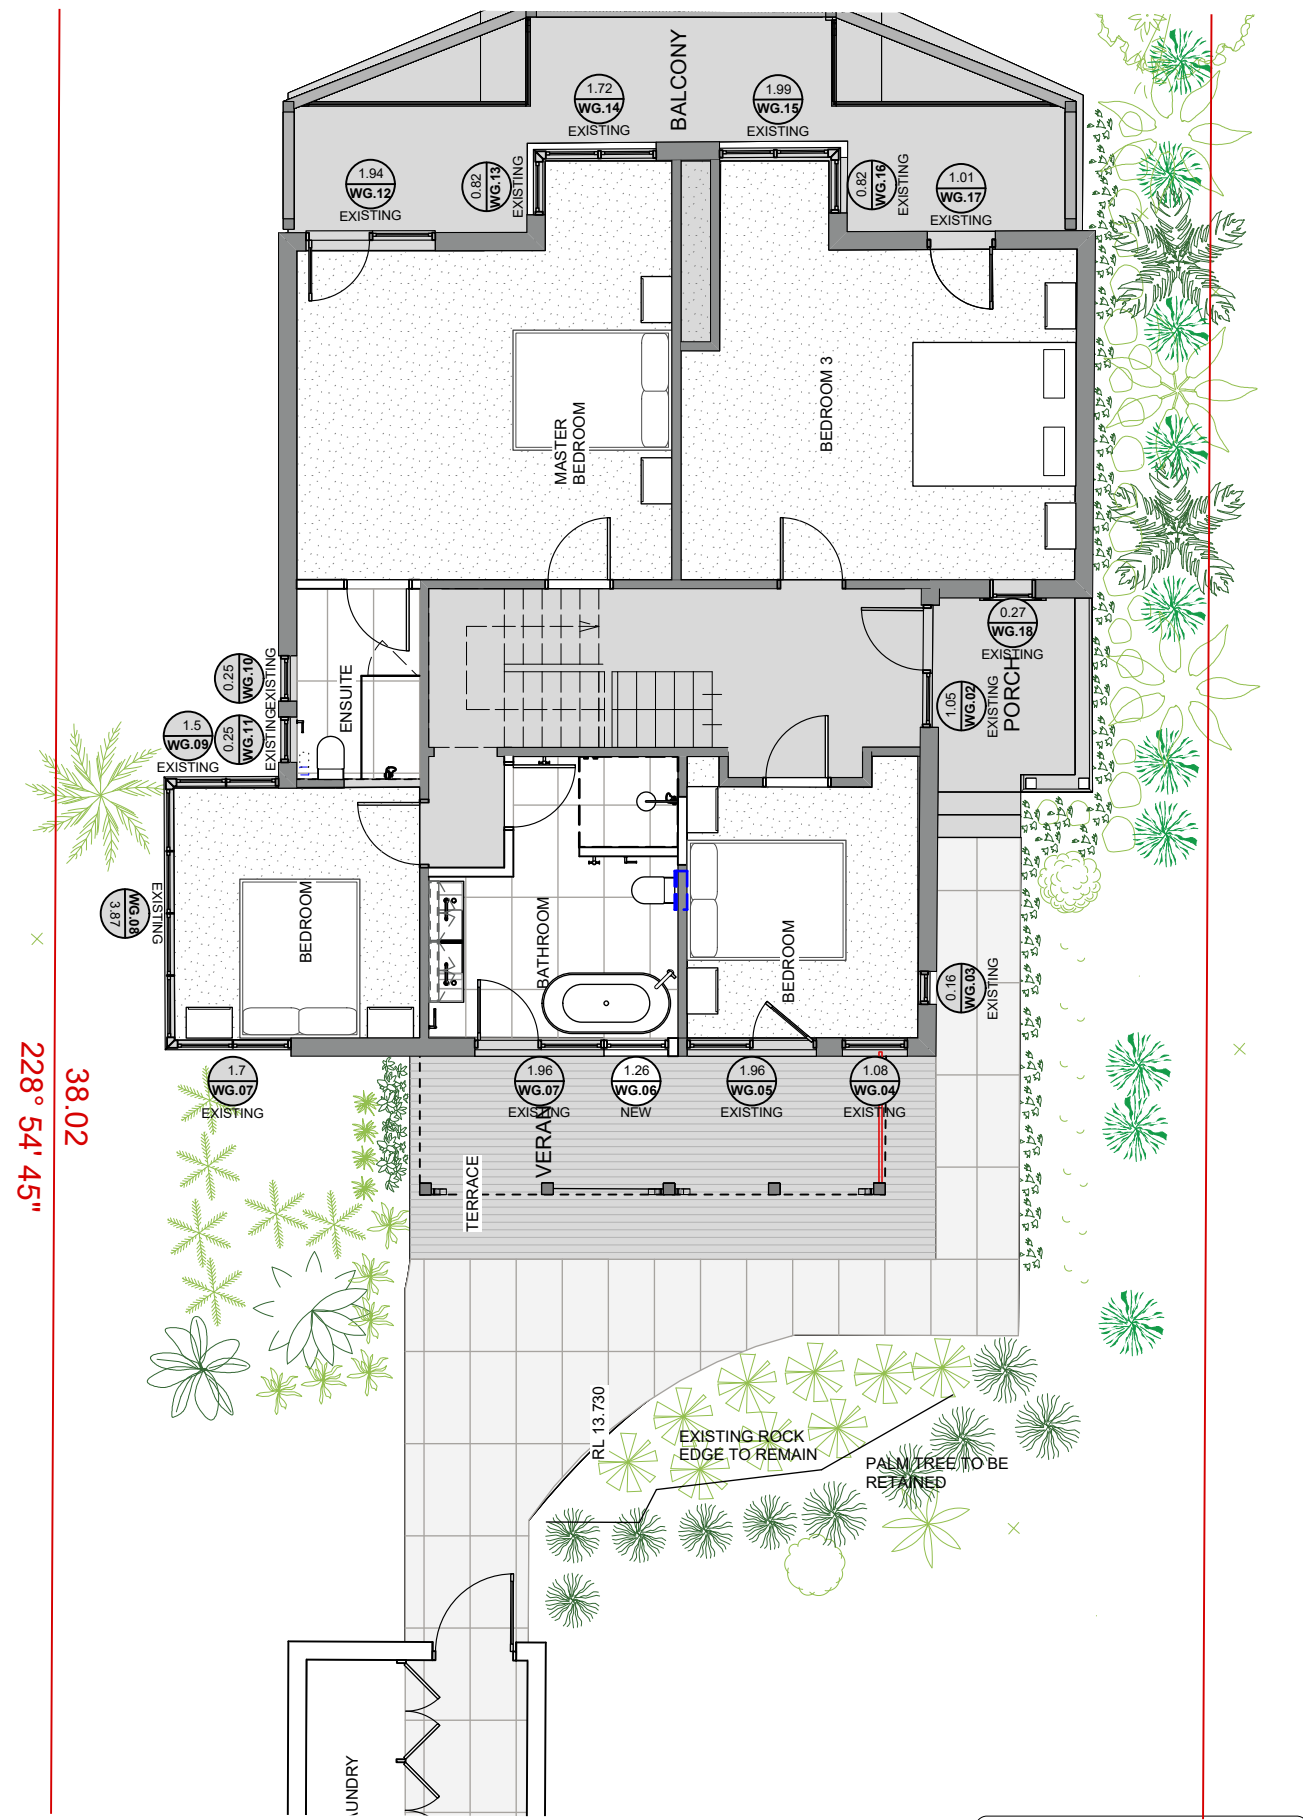 BALCONY
1.72
WG.14
EXISTING
1.99
WG.15
EXISTING
1.94
WG.12
EXISTING
0.82
WG.13
EXISTING
0.82
WG.16
EXISTING
1.01
WG.17
EXISTING
MASTER
BEDROOM
BEDROOM 3
0.27
WG.18
EXISTING
PORCH
1.05
WG.02
EXISTING
ENSUITE
0.25
WG.10
EXISTING
0.25
WG.11
EXISTING
1.5
WG.09
EXISTING
WG.08
3.87
EXISTING
BEDROOM
BATHROOM
BEDROOM
0.16
WG.03
EXISTING
1.7
WG.07
EXISTING
1.96
WG.07
EXISTING
1.26
WG.06
NEW
1.96
WG.05
EXISTING
1.08
WG.04
EXISTING
VERAN
TERRACE
38.02
228° 54' 45"
RL 13.730
EXISTING ROCK
EDGE TO REMAIN
PALM TREE TO BE
RETAINED
AUNDRY